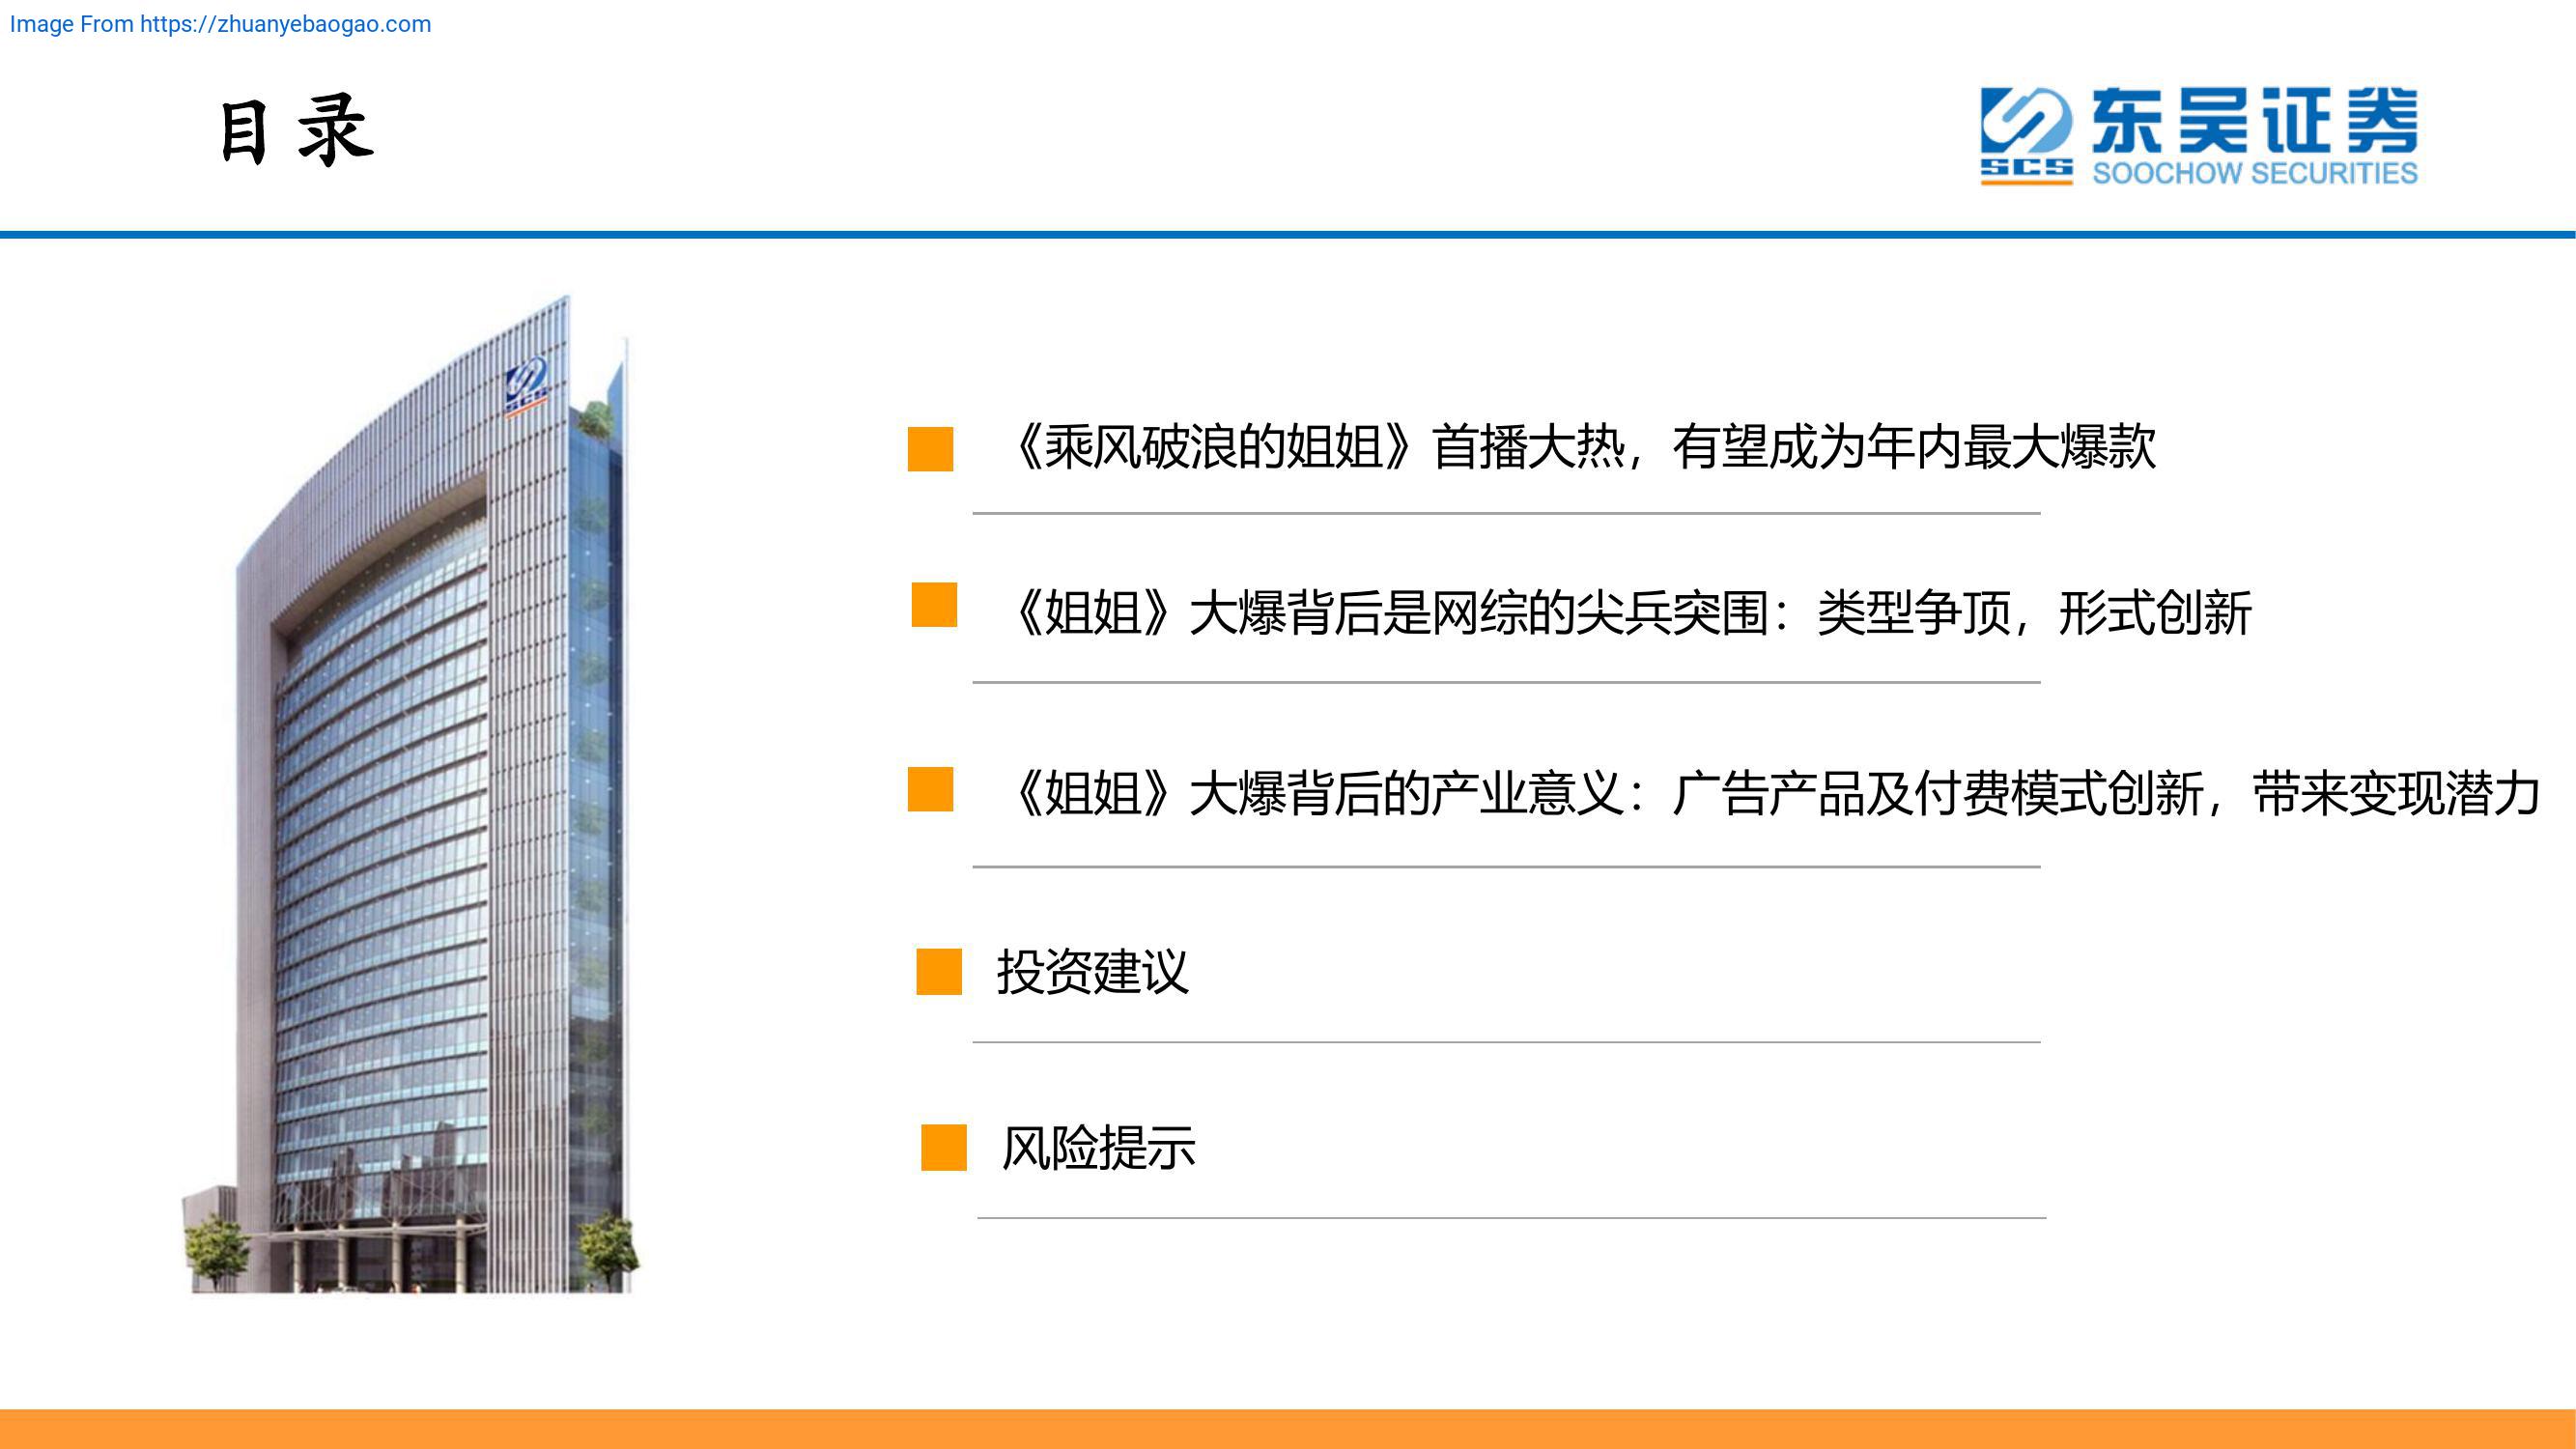 Image From https://zhuanyebaogao.com
目录
东吴证券
SCS
SOOCHOW SECURITIES
SCS
《乘风破浪的姐姐》首播大热，有望成为年内最大爆款
《姐姐》大爆背后是网综的尖兵突围：类型争顶，形式创新
《姐姐》大爆背后的产业意义：广告产品及付费模式创新，带来变现潜力
投资建议
风险提示